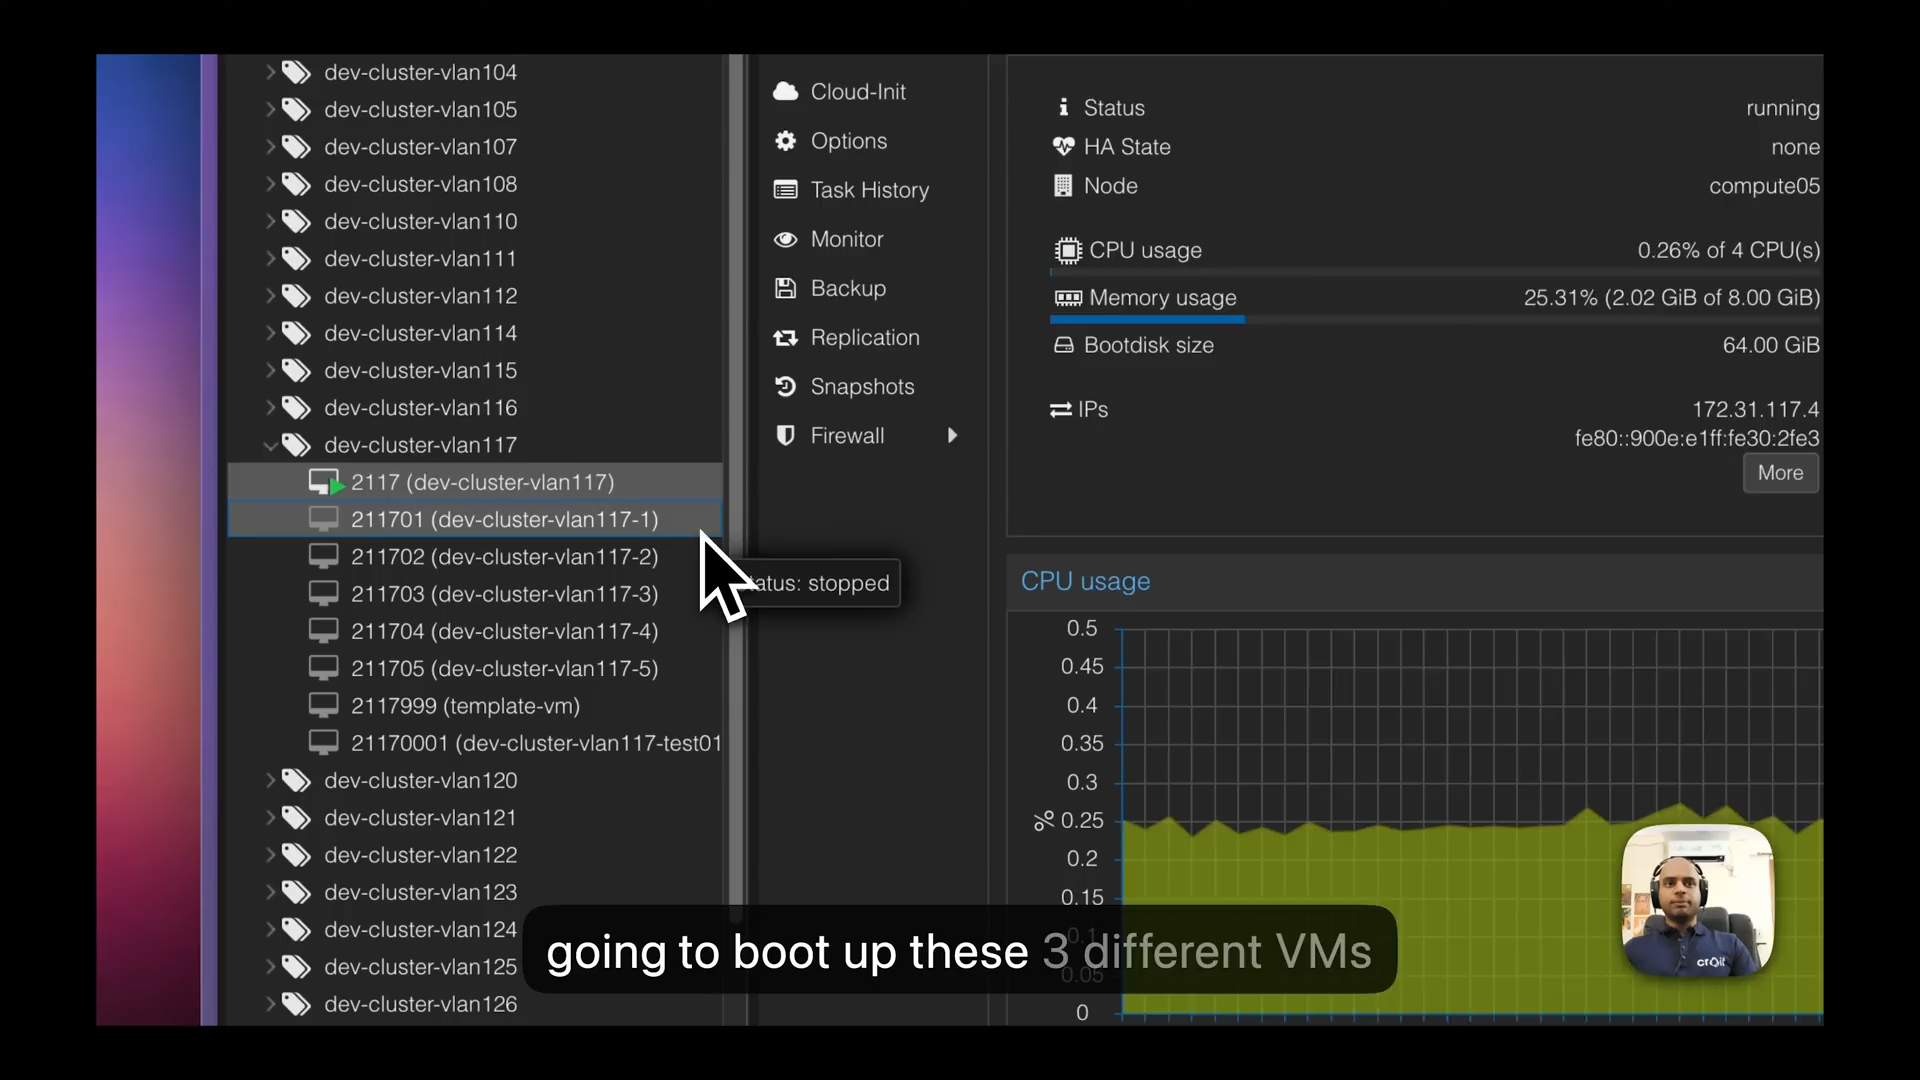 dev-cluster-vlan104
dev-cluster-vlan105
dev-cluster-vlan107
dev-cluster-vlan108
dev-cluster-vlan110
dev-cluster-vlan111
dev-cluster-vlan112
dev-cluster-vlan114
dev-cluster-vlan115
dev-cluster-vlan116
dev-cluster-vlan117
2117 (dev-cluster-vlan117)
211701 (dev-cluster-vlan117-1)
211702 (dev-cluster-vlan117-2)
211703 (dev-cluster-vlan117-3)
211704 (dev-cluster-vlan117-4)
211705 (dev-cluster-vlan117-5)
2117999 (template-vm)
21170001 (dev-cluster-vlan117-test01
dev-cluster-vlan120
dev-cluster-vlan121
dev-cluster-vlan122
dev-cluster-vlan123
dev-cluster-vlan124
dev-cluster-vlan125
dev-cluster-vlan126
Cloud-Init
Options
Task History
Monitor
Backup
Replication
Snapshots
Firewall
tatus: stopped
Status running
HA State none
Node compute05
CPU usage 0.26% of 4 CPU(s)
Memory usage 25.31% (2.02 GiB of 8.00 GiB)
Bootdisk size 64.00 GiB
IPs 172.31.117.4
fe80::900e:e1ff:fe30:2fe3
More
CPU usage
0.5
0.45
0.4
0.35
0.3
% 0.25
0.2
0.15
0.1
0.05
0
going to boot up these 3 different VMs
croit